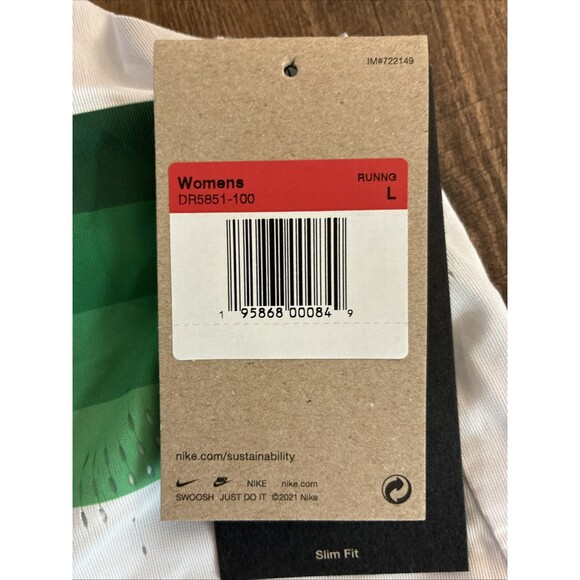 IM#722149
Womens RUNNG
DR5851-100 L
1 95868 00084 9
nike.com/sustainability
NIKE nike.com
SWOOSH JUST DO IT ©2021 Nike
Slim Fit